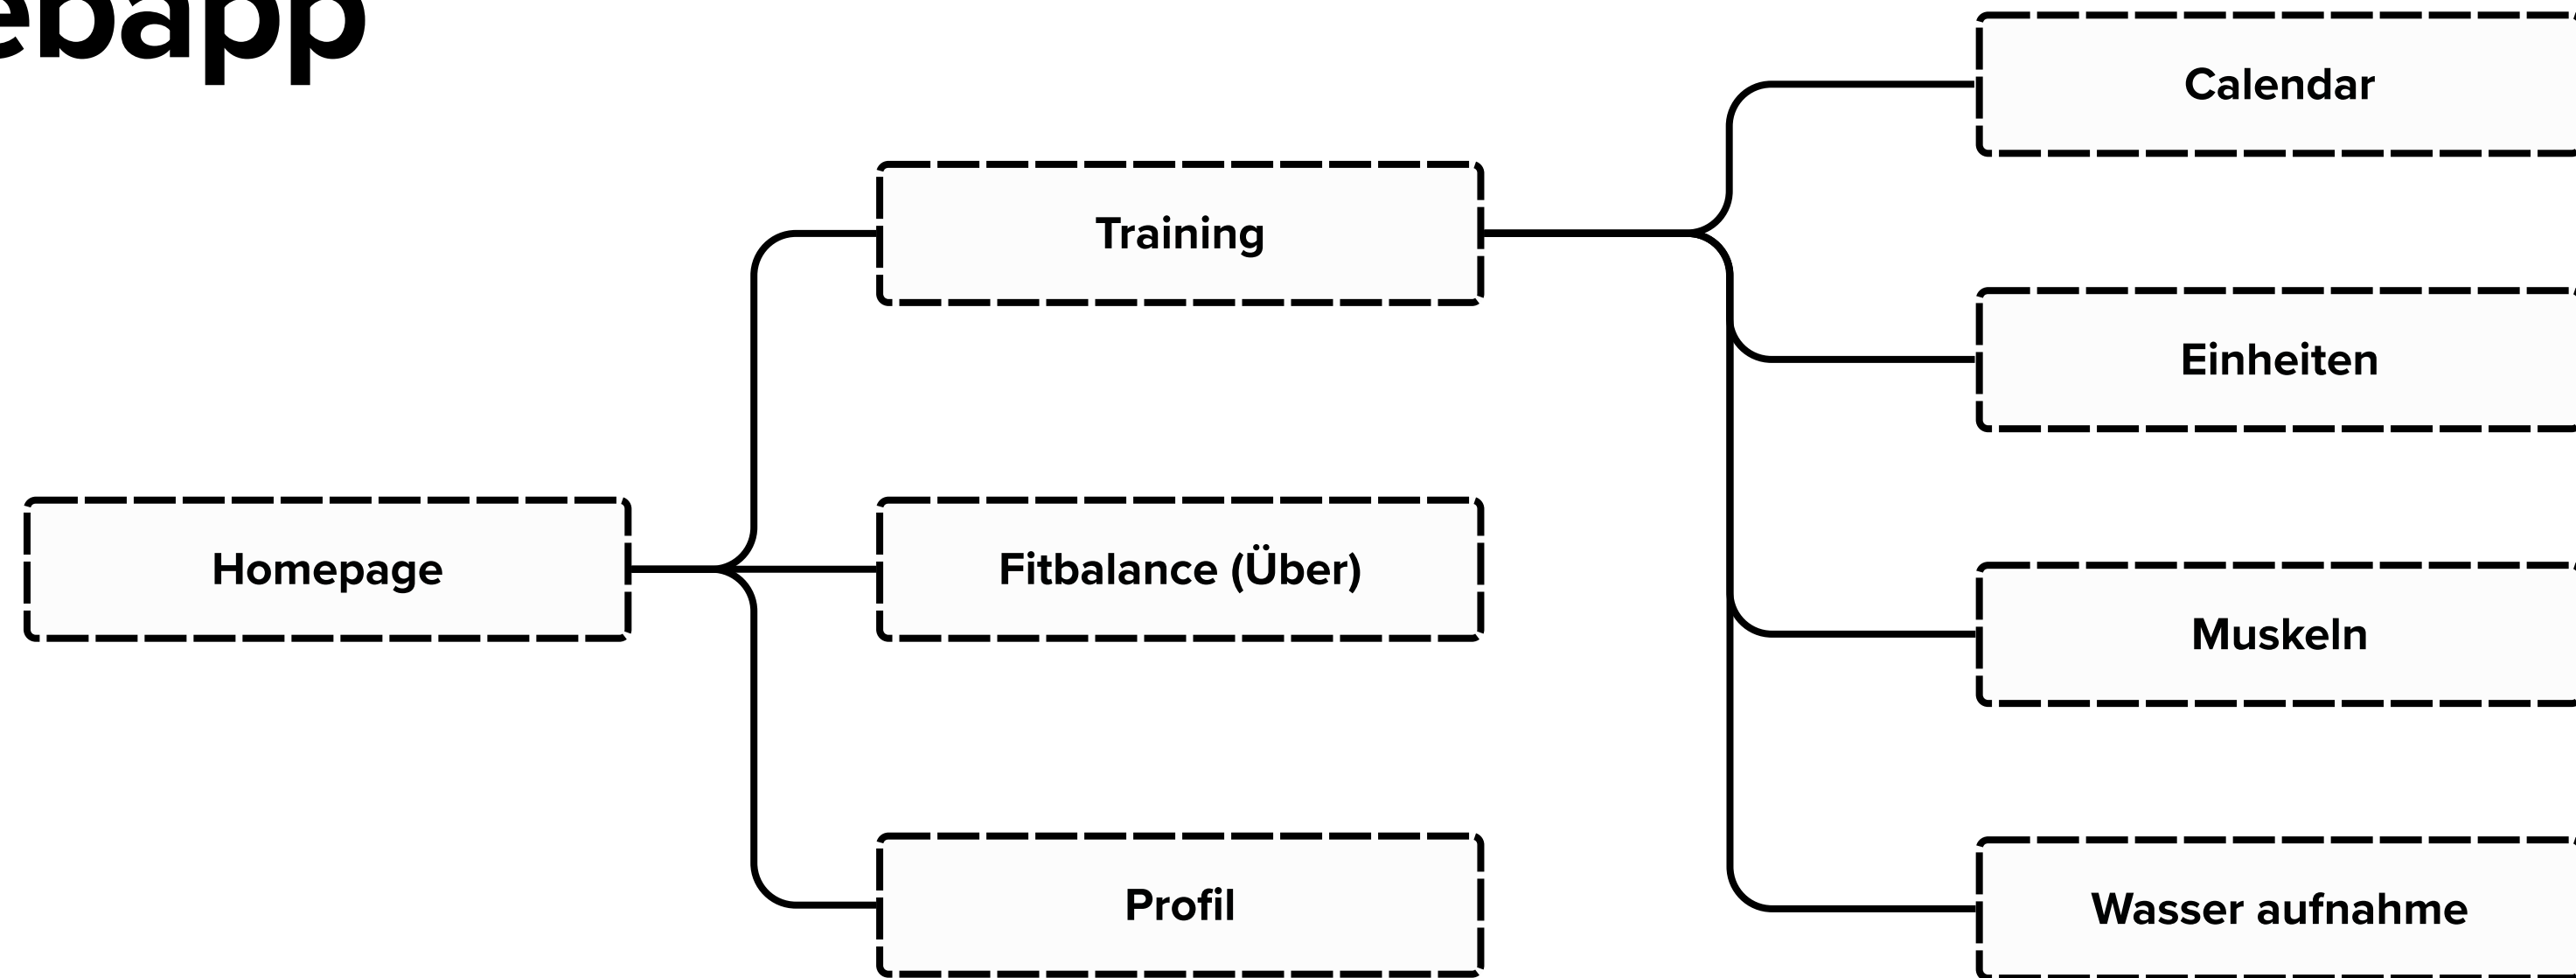 ebapp
Calendar
Training
Einheiten
Homepage
Fitbalance (Über)
Muskeln
Profil
Wasser aufnahme